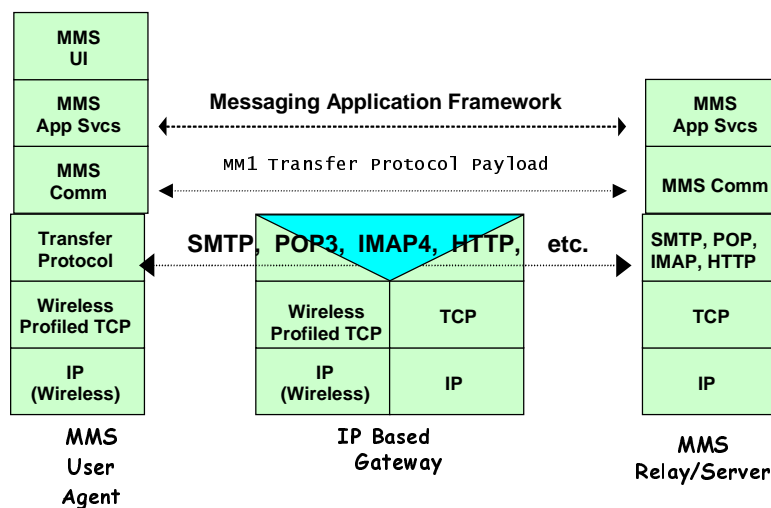 MMS
UI
MMS
App Svcs
MMS
Comm
Transfer
Protocol
Wireless
Profiled TCP
IP
(Wireless)
MMS
User
Agent
Messaging Application Framework
MM1 Transfer Protocol Payload
SMTP, POP3, IMAP4, HTTP, etc.
Wireless
Profiled TCP
TCP
IP
(Wireless)
IP
IP Based
Gateway
MMS
App Svcs
MMS Comm
SMTP, POP,
IMAP, HTTP
TCP
IP
MMS
Relay/Server